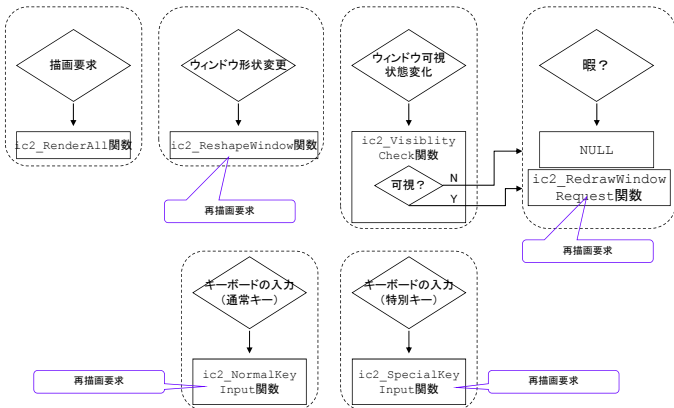 描画要求
ic2_RenderAll関数
ウィンドウ形状変更
ic2_ReshapeWindow関数
再描画要求
ウィンドウ可視
状態変化
ic2_Visiblity
Check関数
可視？
N
Y
暇？
NULL
ic2_RedrawWindow
Request関数
再描画要求
キーボードの入力
（通常キー）
ic2_NormalKey
Input関数
再描画要求
キーボードの入力
（特別キー）
ic2_SpecialKey
Input関数
再描画要求